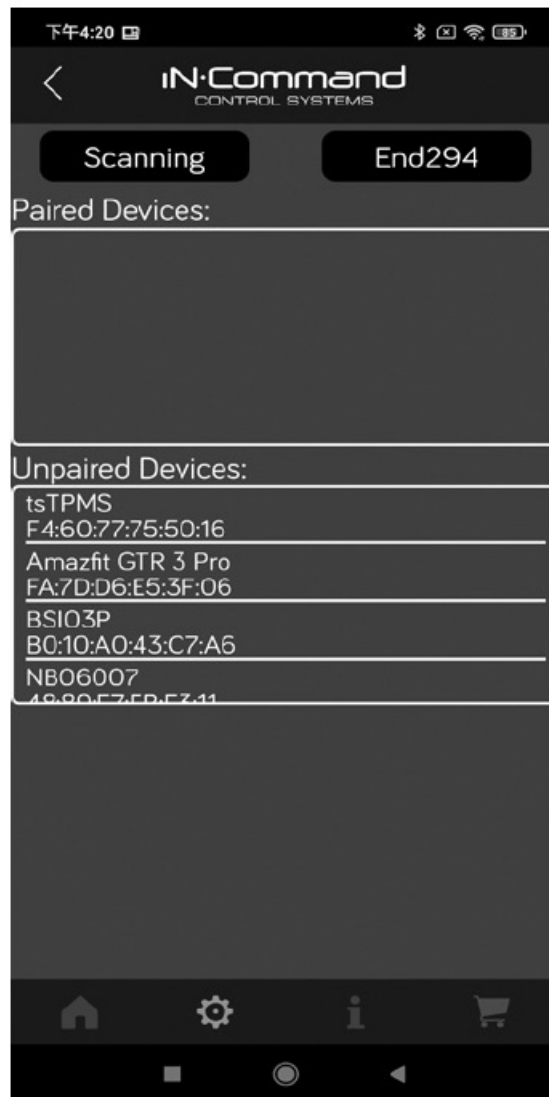 下午4:20
85
iN·Command
CONTROL SYSTEMS
Scanning
End294
Paired Devices:
Unpaired Devices:
tsTPMS
F4:60:77:75:50:16
Amazfit GTR 3 Pro
FA:7D:D6:E5:3F:06
BSI03P
B0:10:A0:43:C7:A6
NB06007